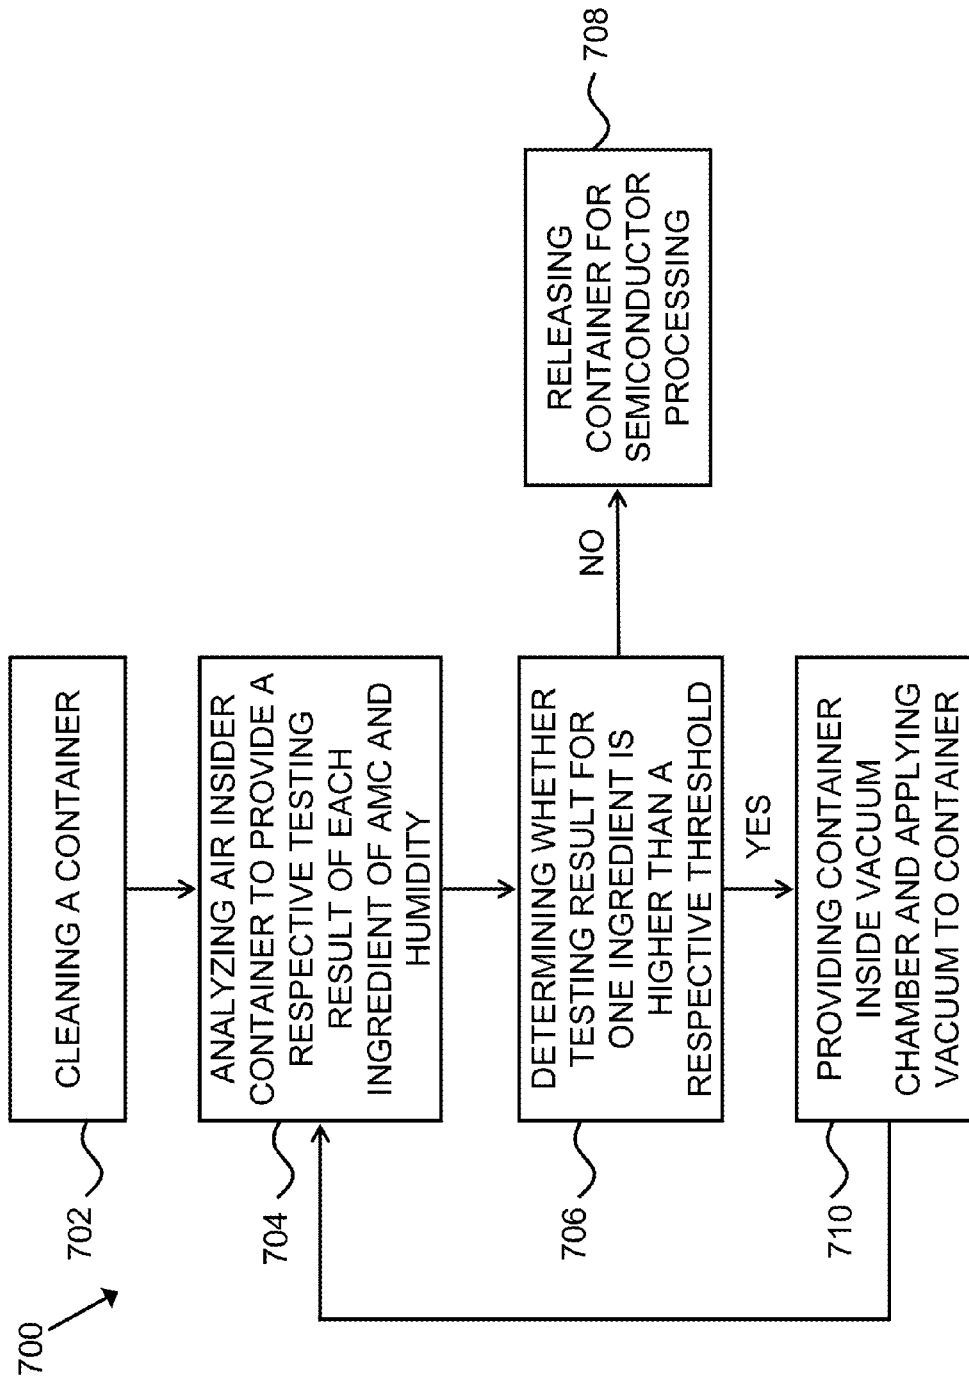 700
702
CLEANING A CONTAINER
704
ANALYZING AIR INSIDER
CONTAINER TO PROVIDE A
RESPECTIVE TESTING
RESULT OF EACH
INGREDIENT OF AMC AND
HUMIDITY
706
DETERMINING WHETHER
TESTING RESULT FOR
ONE INGREDIENT IS
HIGHER THAN A
RESPECTIVE THRESHOLD
NO
708
RELEASING
CONTAINER FOR
SEMICONDUCTOR
PROCESSING
YES
710
PROVIDING CONTAINER
INSIDE VACUUM
CHAMBER AND APPLYING
VACUUM TO CONTAINER